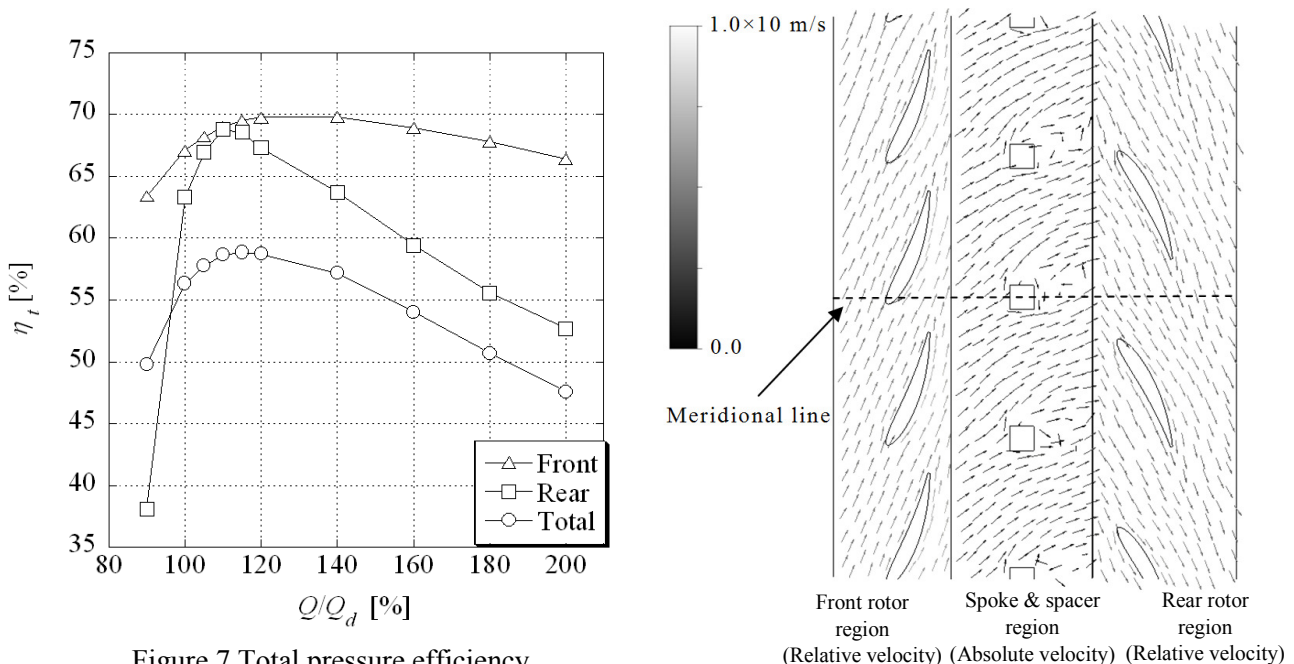 75
70
65
60
55
50
45
40
35
η t [%]
80 100 120 140 160 180 200
Q/Q d [%]
Front
Rear
Total
Figure 7 Total pressure efficiency
1.0×10 m/s
0.0
Meridional line
Front rotor
region
(Relative velocity)
Spoke & spacer
region
(Absolute velocity)
Rear rotor
region
(Relative velocity)